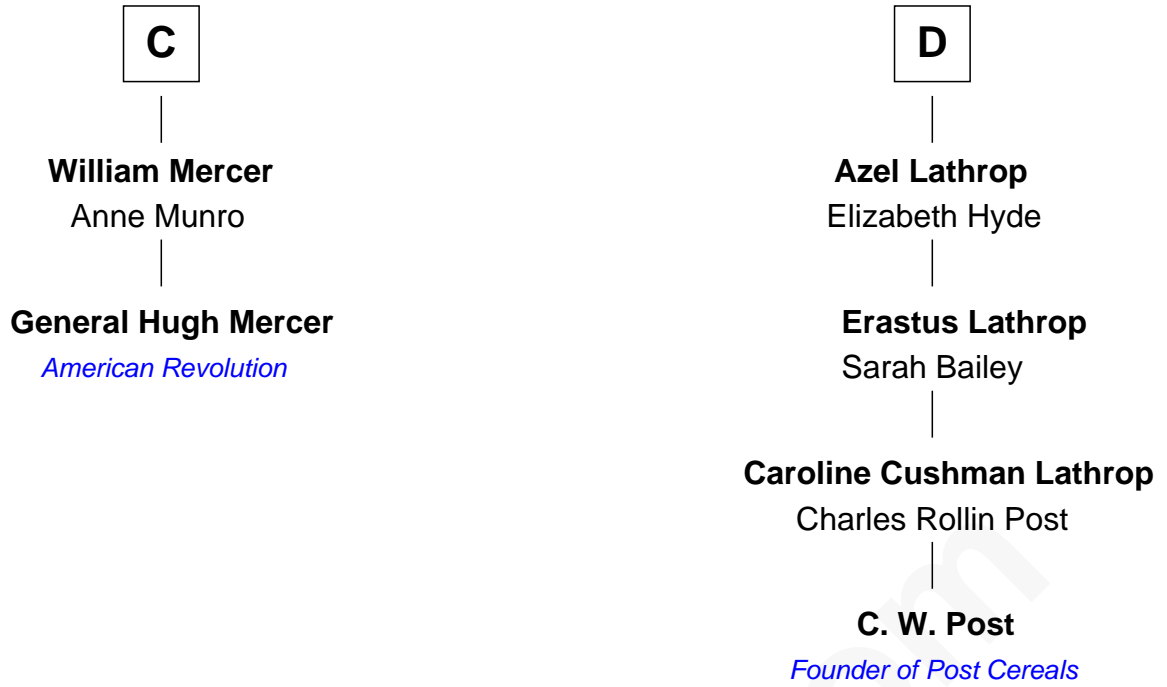 C
William Mercer
Anne Munro
General Hugh Mercer
American Revolution
D
Azel Lathrop
Elizabeth Hyde
Erastus Lathrop
Sarah Bailey
Caroline Cushman Lathrop
Charles Rollin Post
C. W. Post
Founder of Post Cereals